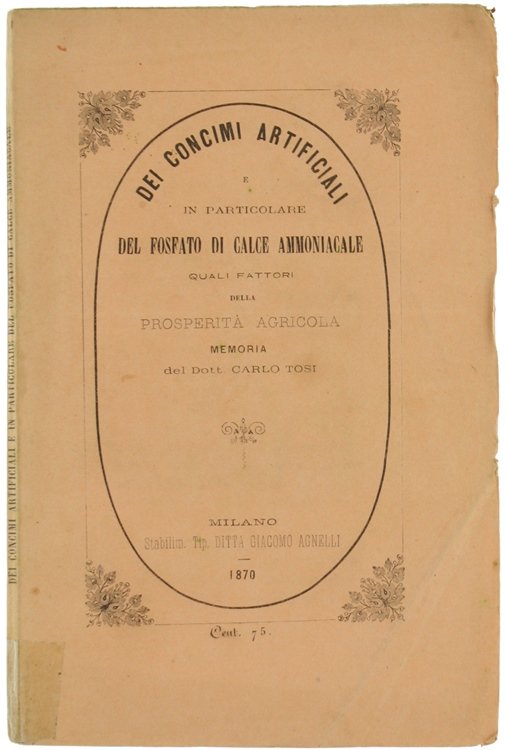 DEI CONCIMI ARTIFICIALI
E
IN PARTICOLARE
DEL FOSFATO DI CALCE AMMONIACALE
QUALI FATTORI
DELLA
PROSPERITÀ AGRICOLA
MEMORIA
del Dott. CARLO TOSI
MILANO
Stabilim. Tip. DITTA GIACOMO AGNELLI
1870
Cent. 75.
DEI CONCIMI ARTIFICIALI E IN PARTICOLARE DEL FOSFATO DI CALCE AMMONIACALE